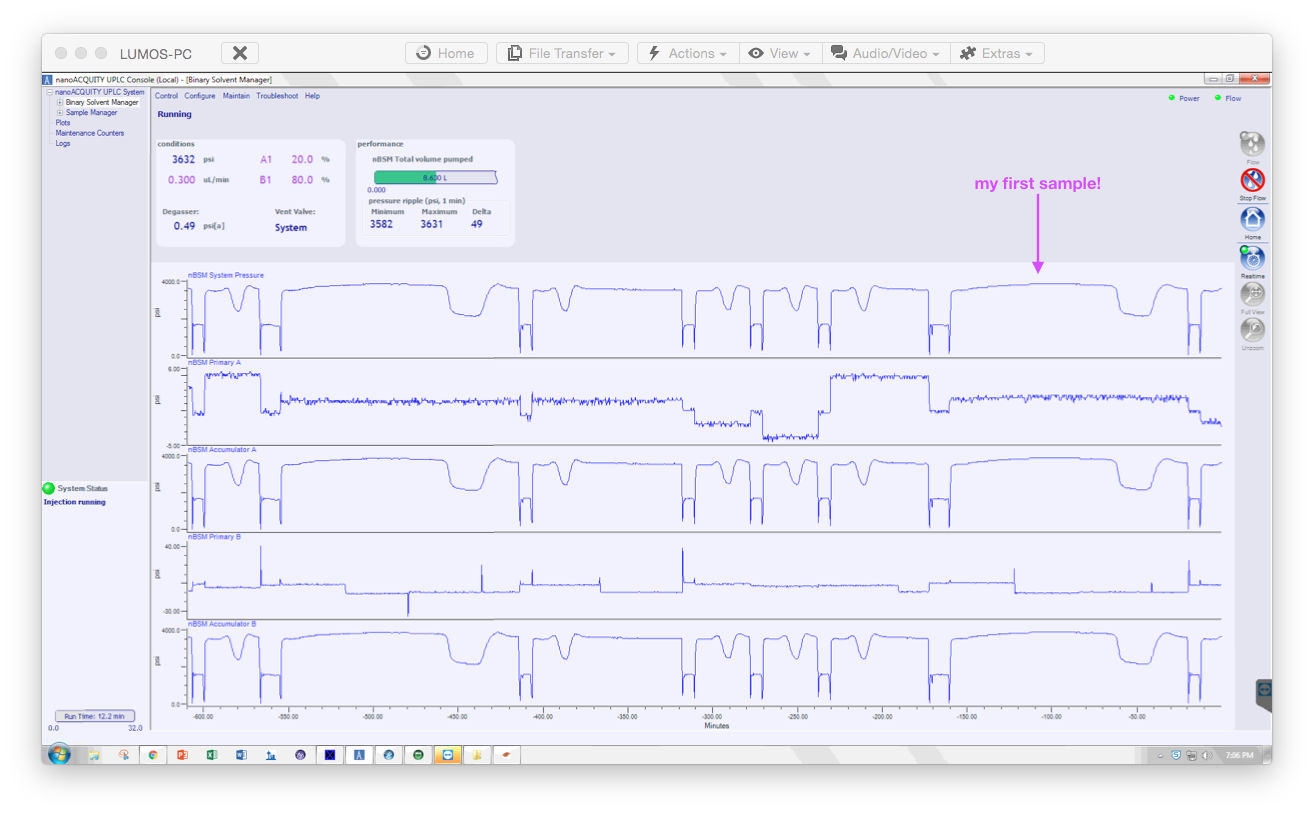 LUMOS-PC
Home
File Transfer
Actions
View
Audio/Video
Extras
nanoACQUITY UPLC Console (Local) - [Binary Solvent Manager]
nanoACQUITY UPLC System
Binary Solvent Manager
Sample Manager
Plots
Maintenance Counters
Logs
Control Configure Maintain Troubleshoot Help
Power Flow
Running
conditions
3632 psi A1 20.0 %
0.300 uL/min B1 80.0 %
Degasser: Vent Valve:
0.49 psi[a] System
performance
nBSM Total volume pumped
8.630 L
0.000
pressure ripple (psi, 1 min)
Minimum Maximum Delta
3582 3631 49
my first sample!
Flow
Stop Flow
Home
Realtime
Full View
Unzoom
nBSM System Pressure
4000.0
psi
0.0
nBSM Primary A
6.00
psi
-5.00
nBSM Accumulator A
4000.0
psi
0.0
nBSM Primary B
40.00
psi
-30.00
nBSM Accumulator B
4000.0
psi
0.0
-600.00 -550.00 -500.00 -450.00 -400.00 -350.00 -300.00 -250.00 -200.00 -150.00 -100.00 -50.00
Minutes
System Status
Injection running
Run Time: 12.2 min
0.0 32.0
7:06 PM